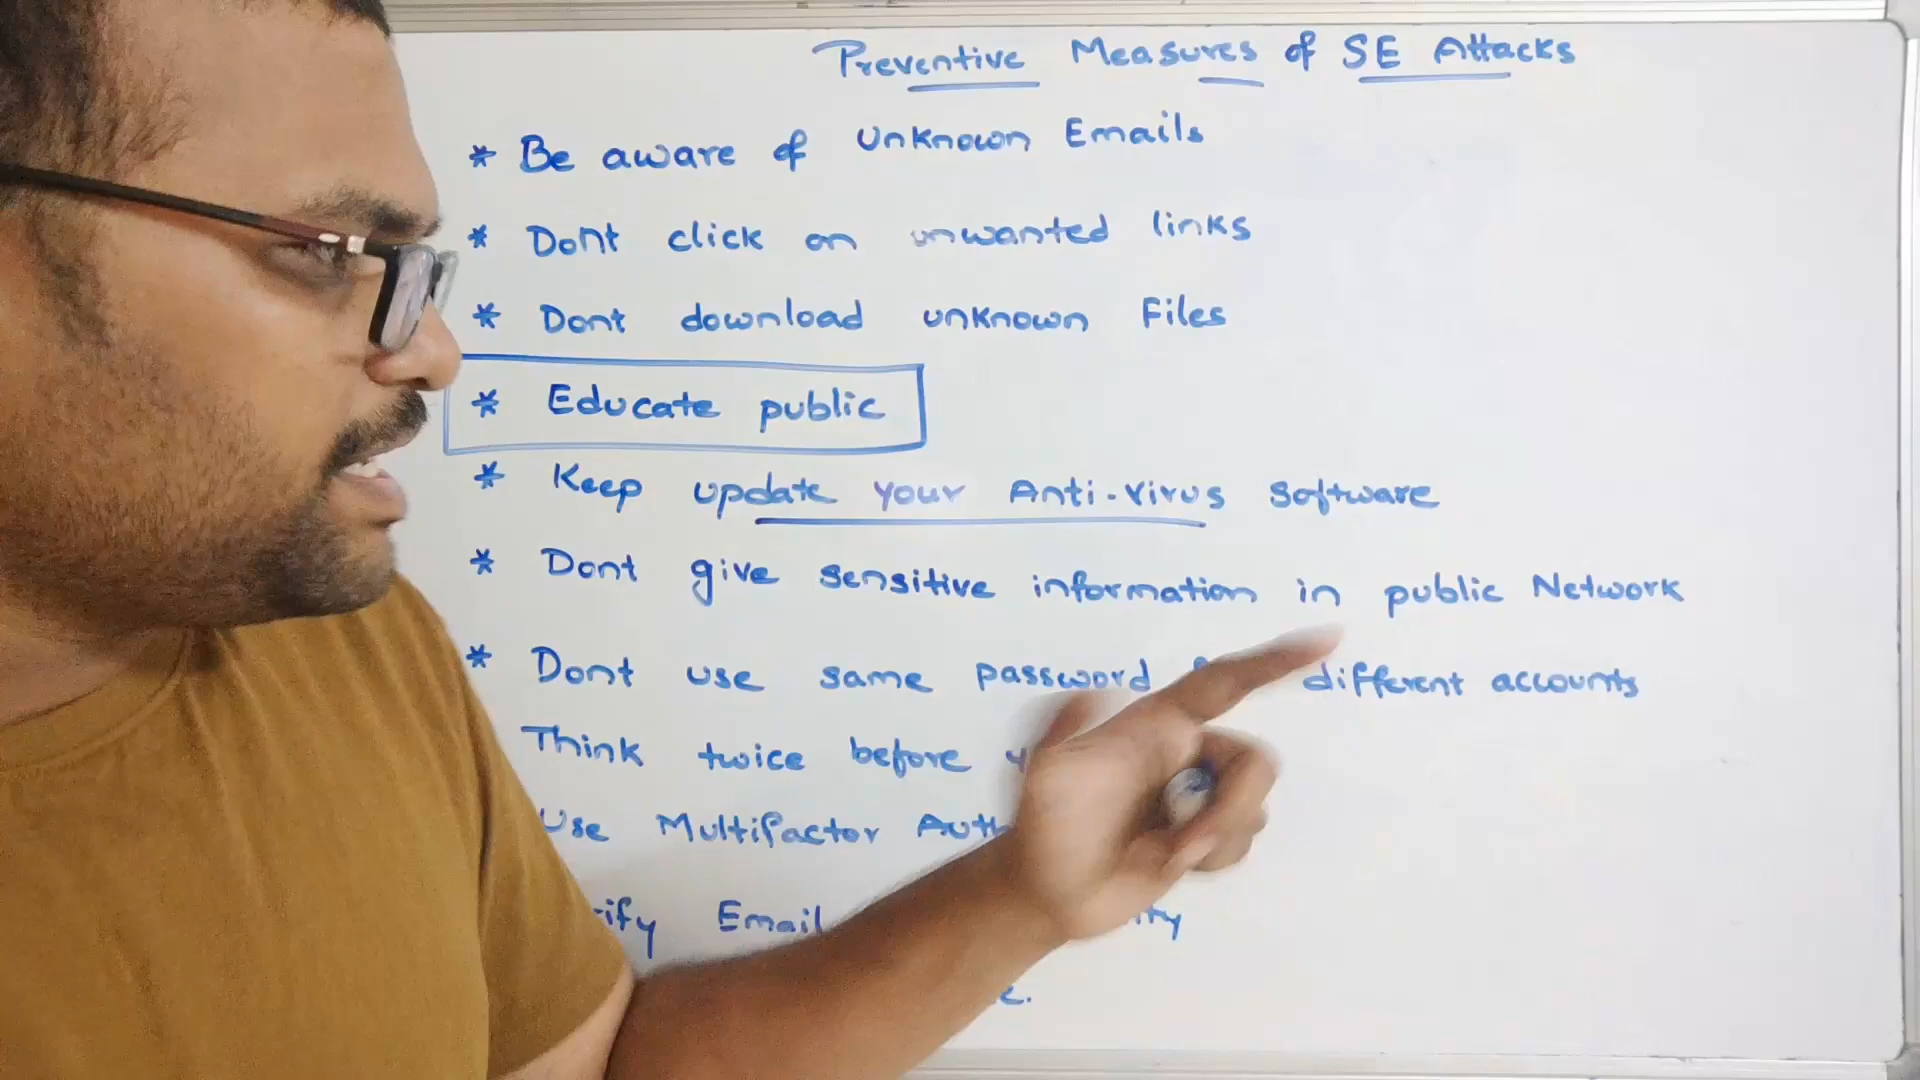 Preventive Measures of SE Attacks
* Be aware of Unknown Emails
* Dont click on unwanted links
* Dont download unknown Files
* Educate public
* Keep update your Anti-virus software
* Dont give sensitive information in public Network
* Dont use same password different accounts
Think twice before
Use Multifactor
Email